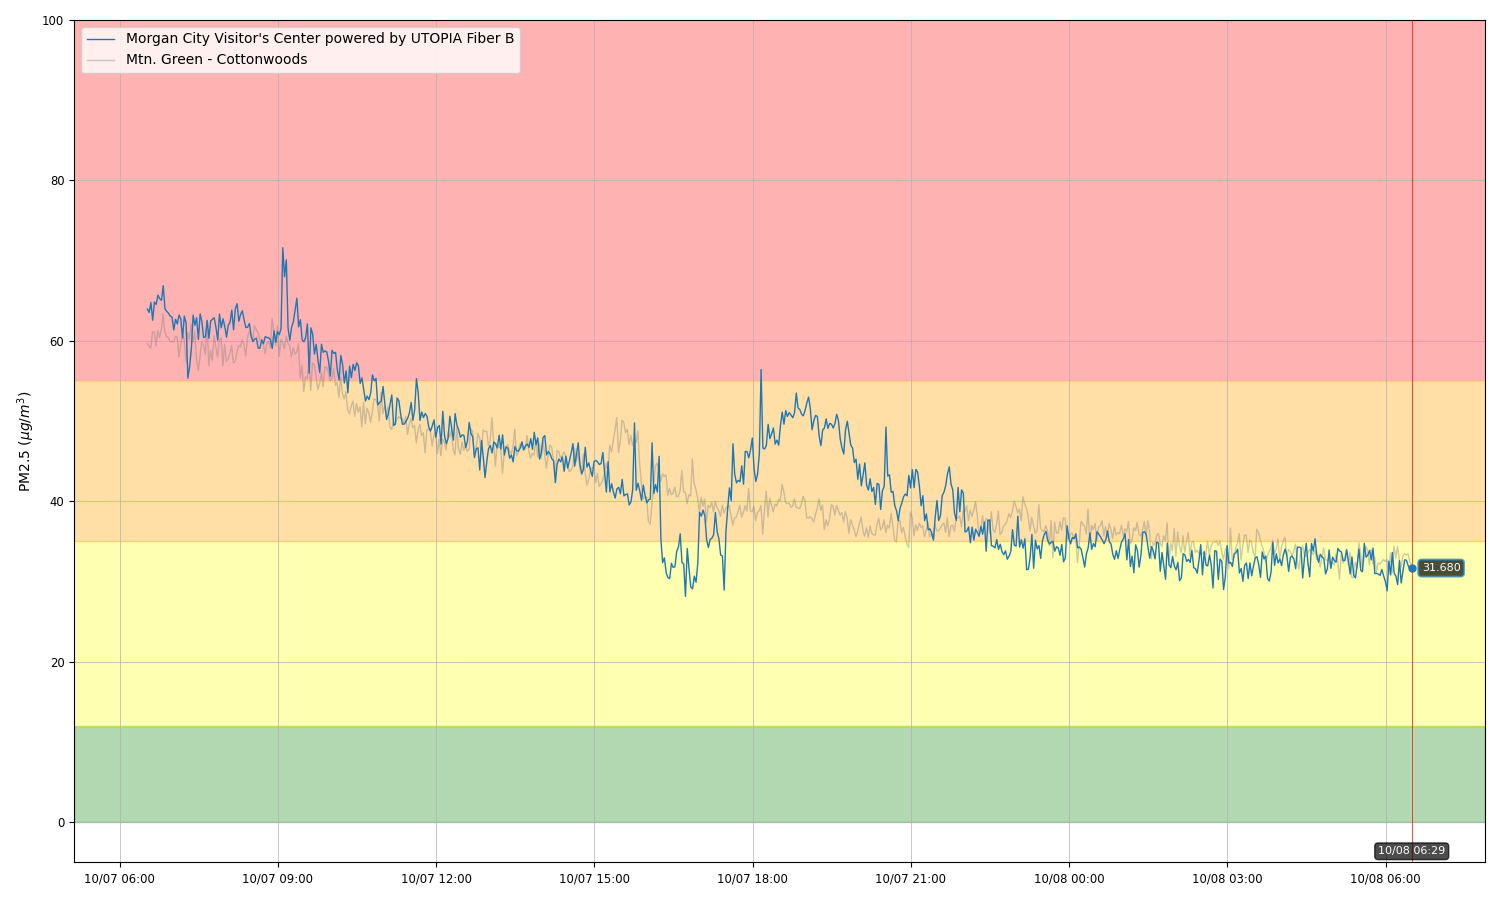 100
Morgan City Visitor's Center powered by UTOPIA Fiber B
Mtn. Green - Cottonwoods
80
60
PM2.5 (μg/m³)
40
31.680
20
0
10/08 06:29
10/07 06:00 10/07 09:00 10/07 12:00 10/07 15:00 10/07 18:00 10/07 21:00 10/08 00:00 10/08 03:00 10/08 06:00